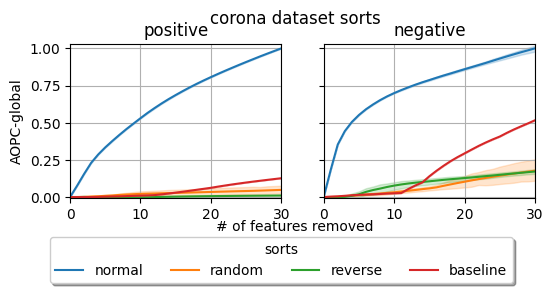 corona dataset sorts
positive
negative
AOPC-global
1.00
0.75
0.50
0.25
0.00
0 10 20 30
0 10 20 30
# of features removed
sorts
normal random reverse baseline